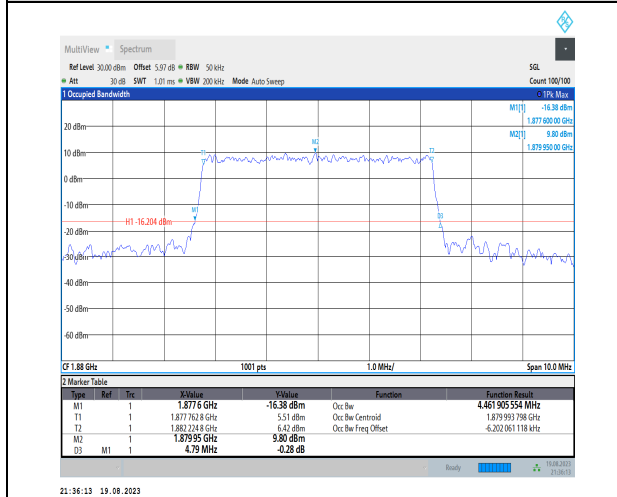 MultiView Spectrum
Ref Level 30.00 dBm Offset 5.97 dB RBW 50 kHz SGL
Att 30 dB SWT 1.01 ms VBW 200 kHz Mode Auto Sweep Count 100/100
1 Occupied Bandwidth 1Pk Max
M1[1] -16.38 dBm
1.877 600 00 GHz
M2[1] 9.80 dBm
1.879 950 00 GHz
20 dBm
M2
10 dBm
T1
T2
0 dBm
-10 dBm
M1
D3
H1 -16.204 dBm
-20 dBm
-30 dBm
-40 dBm
-50 dBm
-60 dBm
CF 1.88 GHz 1001 pts 1.0 MHz/ Span 10.0 MHz
2 Marker Table
Type Ref Trc X-Value Y-Value Function Function Result
M1 1 1.877 6 GHz -16.38 dBm Occ Bw 4.461 905 554 MHz
T1 1 1.877 762 8 GHz 5.51 dBm Occ Bw Centroid 1.879 993 798 GHz
T2 1 1.882 224 8 GHz 6.42 dBm Occ Bw Freq Offset -6.202 061 118 kHz
M2 1 1.879 95 GHz 9.80 dBm
D3 M1 1 4.79 MHz -0.28 dB
Ready 19.08.2023
21:36:13
21:36:13 19.08.2023